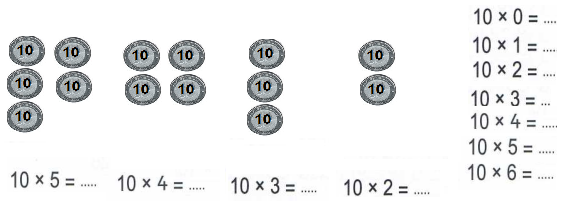 10 10
10 10
10
10 × 5 = .....
10 10
10 10
10 × 4 = .....
10
10
10
10 × 3 = .....
10
10
10 × 2 = .....
10 × 0 = ....
10 × 1 = ....
10 × 2 = ....
10 × 3 = ...
10 × 4 = ....
10 × 5 = ....
10 × 6 = ....